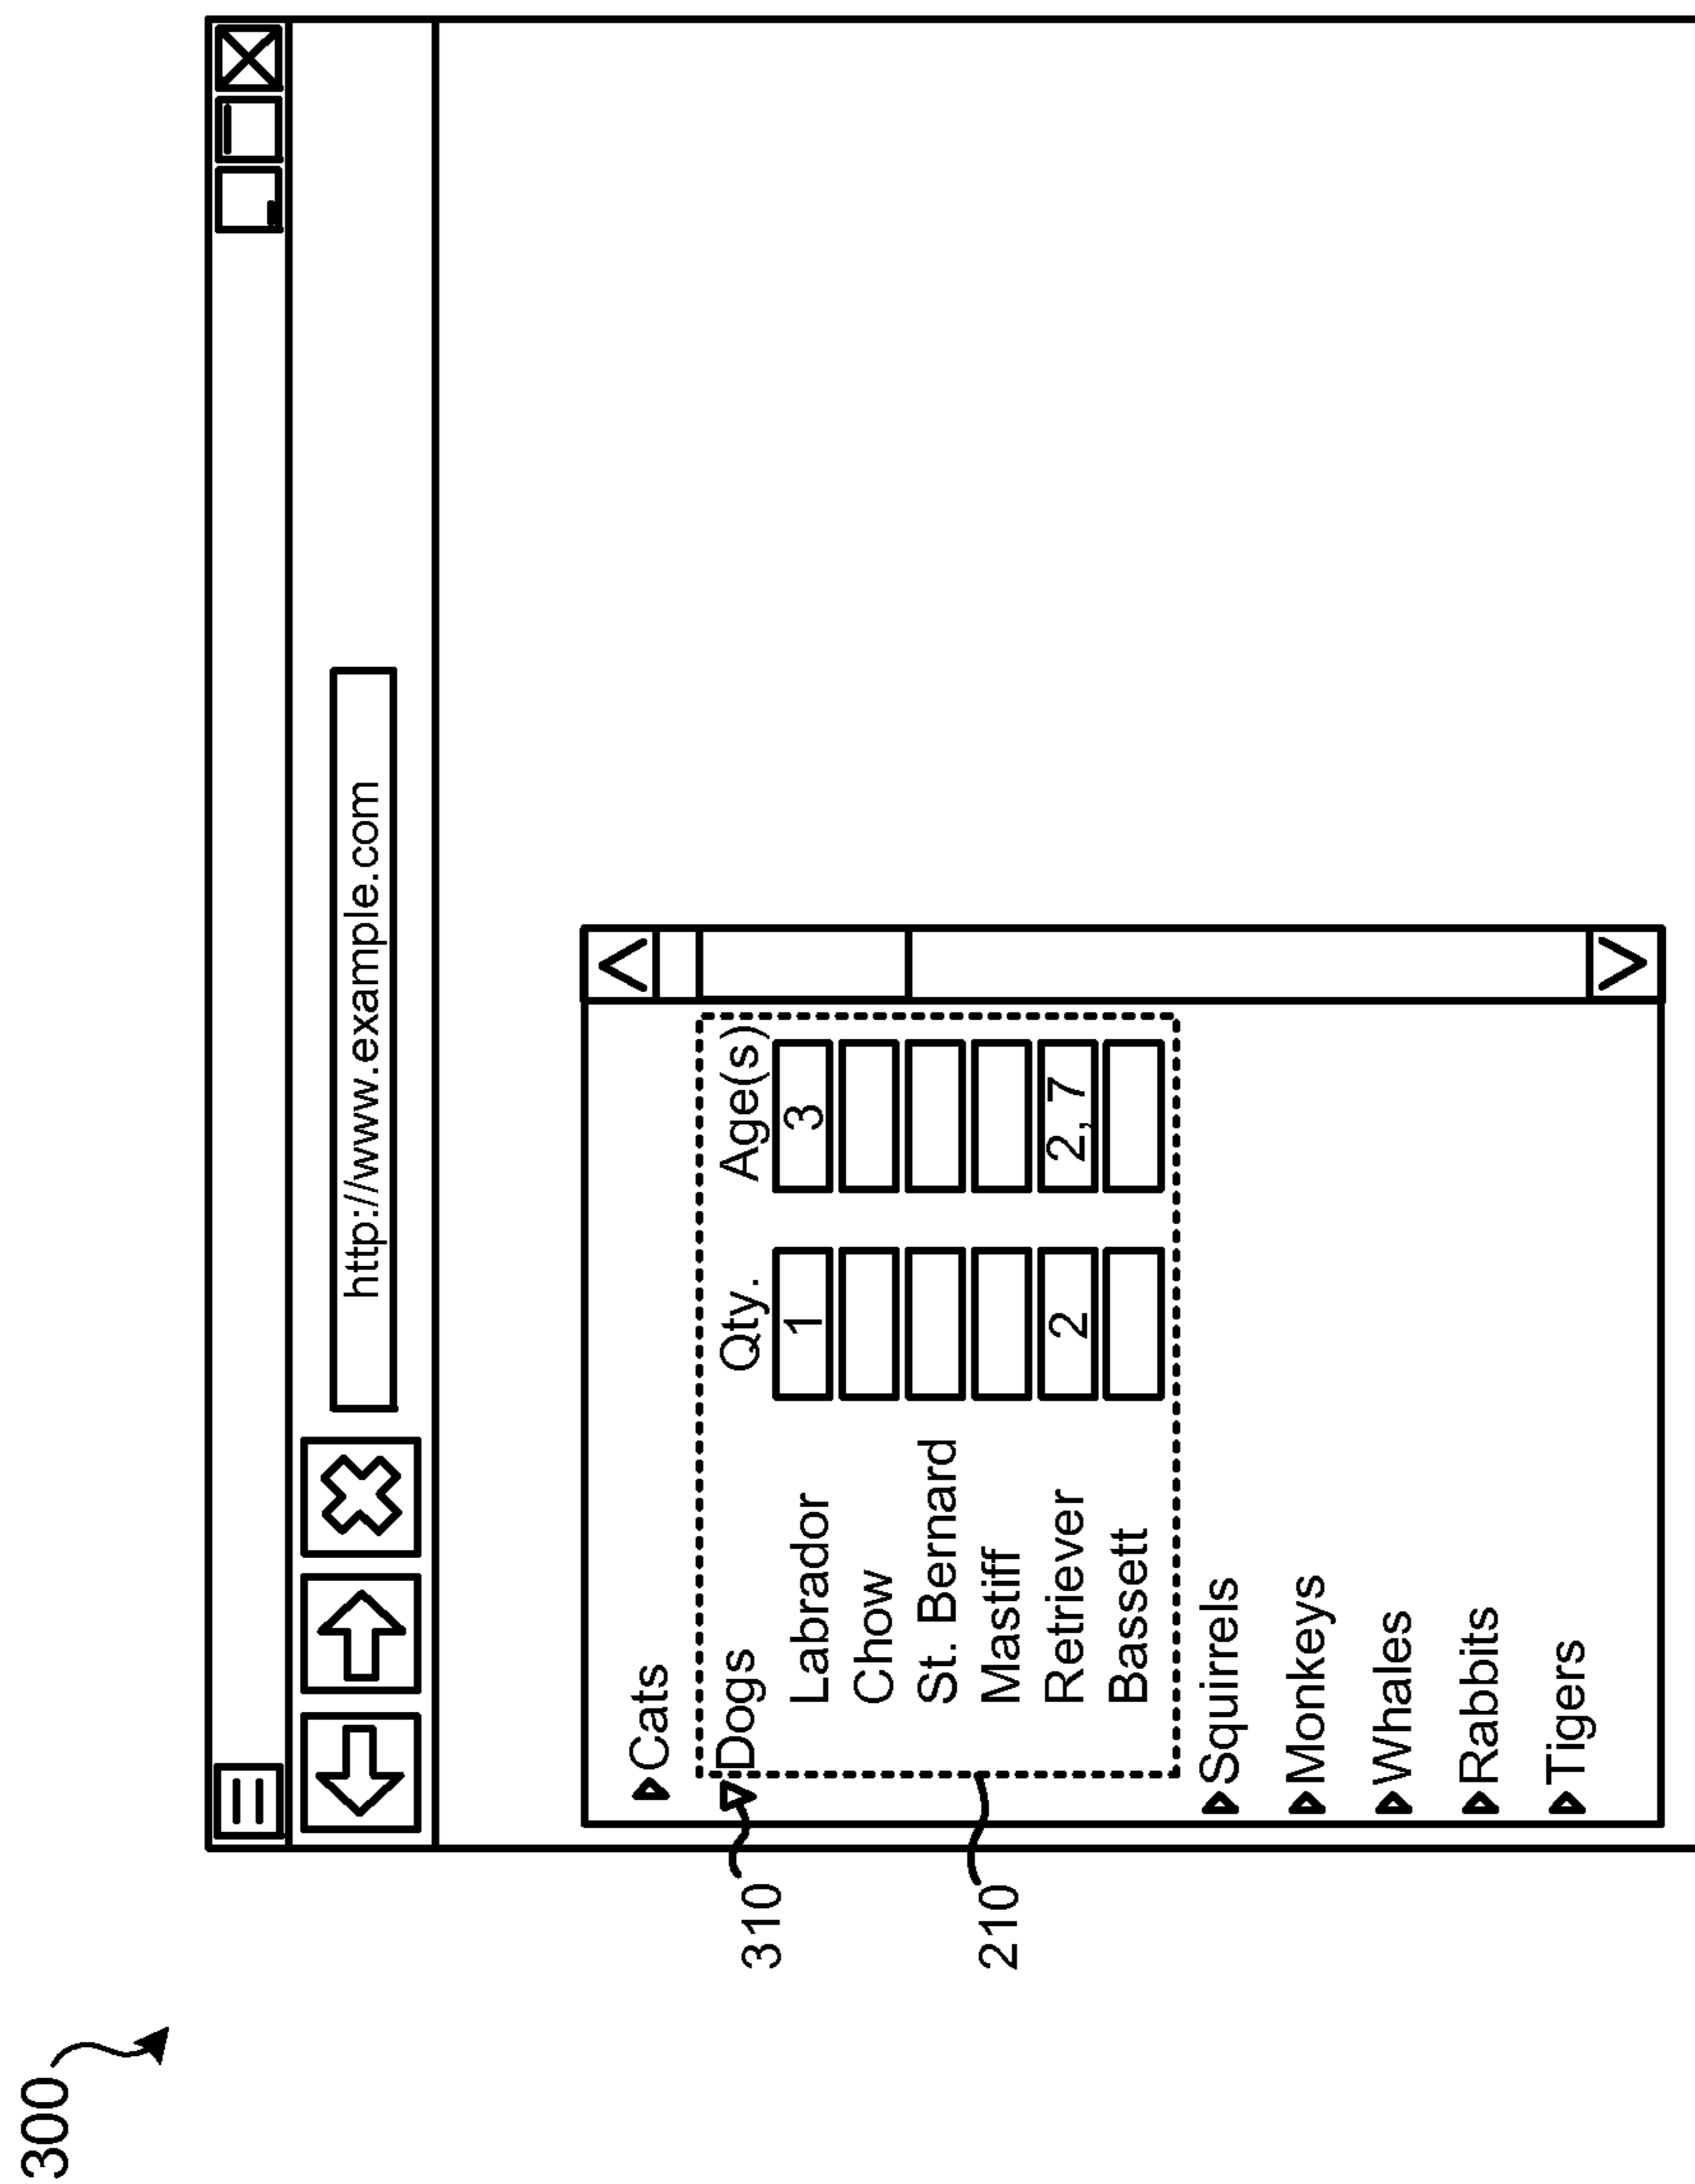 300
http://www.example.com
Cats
310
Dogs Qty. Age(s)
Labrador 1 3
Chow
St. Bernard
Mastiff
210
Retriever 2 2,7
Bassett
Squirrels
Monkeys
Whales
Rabbits
Tigers